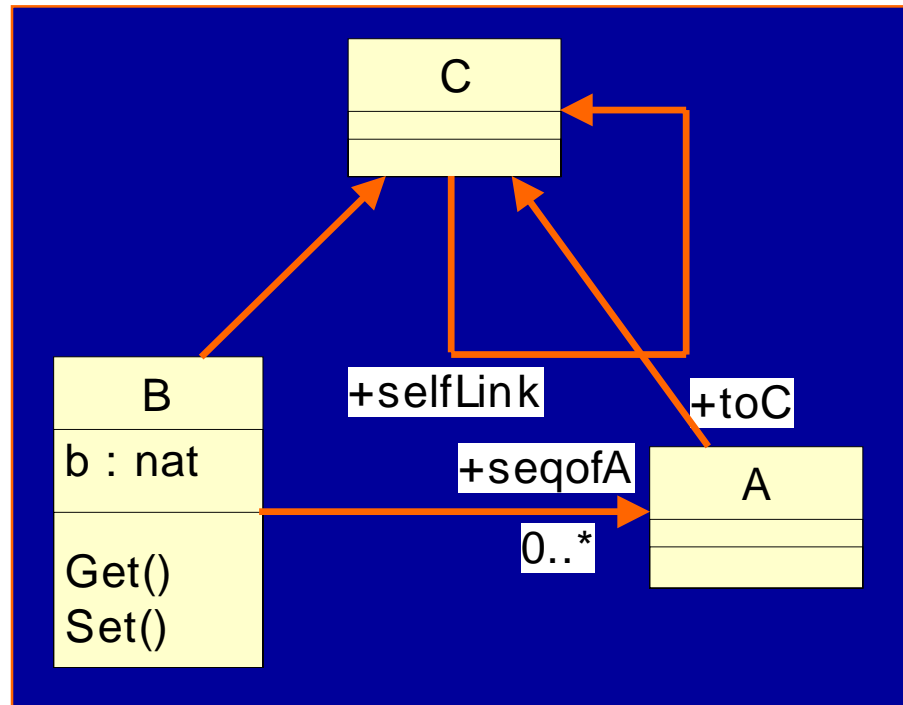 C
+selfLink
+toC
B
b : nat
Get()
Set()
+seqofA
0..*
A